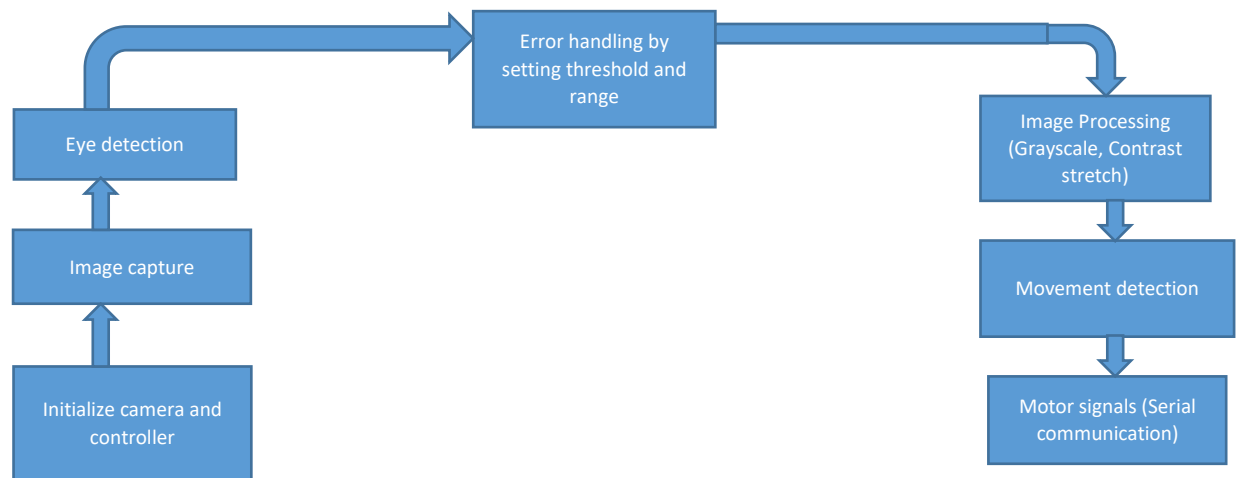 Initialize camera and
controller
Image capture
Eye detection
Error handling by
setting threshold and
range
Image Processing
(Grayscale, Contrast
stretch)
Movement detection
Motor signals (Serial
communication)